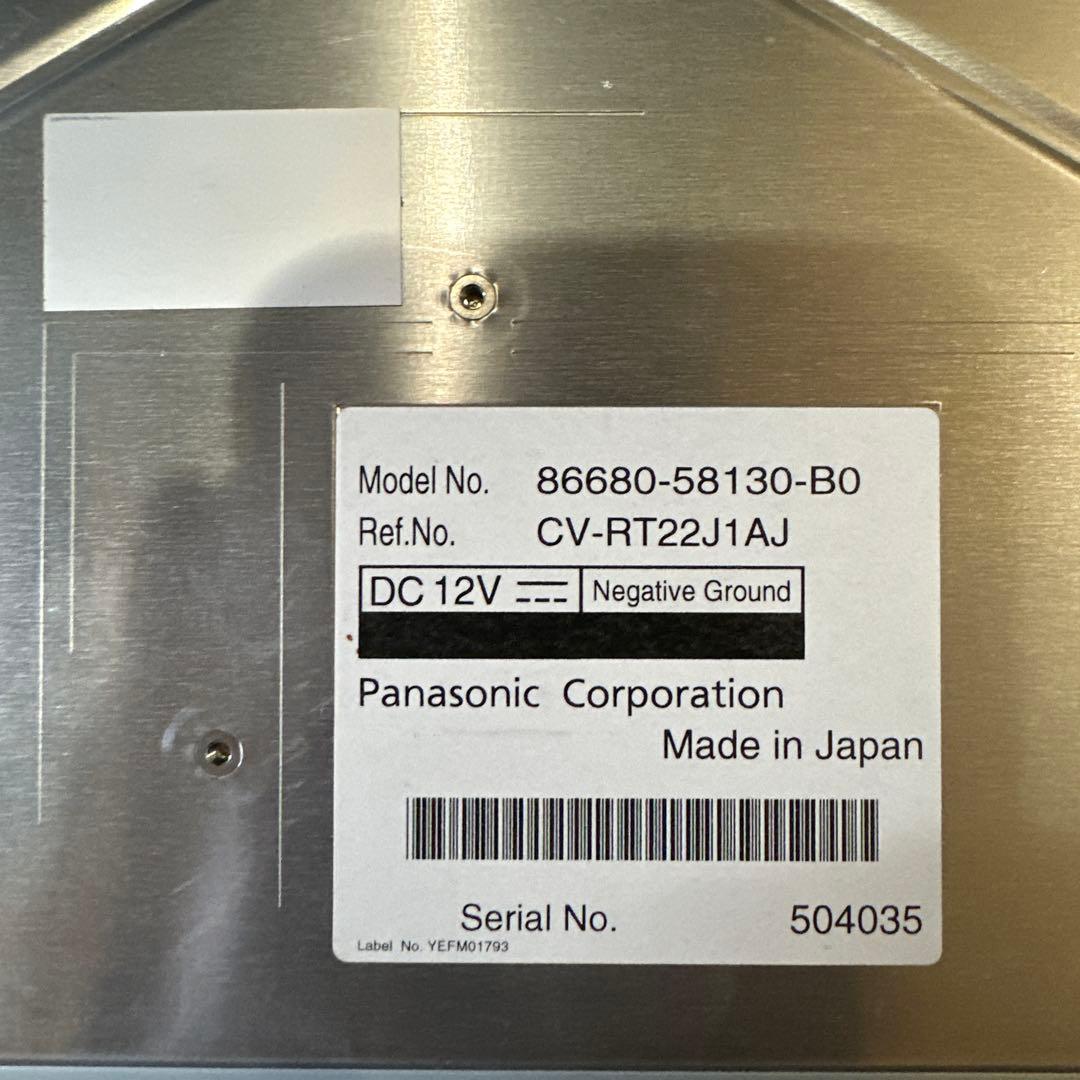 Model No. 86680-58130-B0
Ref.No. CV-RT22J1AJ
DC 12V Negative Ground
Panasonic Corporation
Made in Japan
Serial No. 504035
Label No. YEFM01793